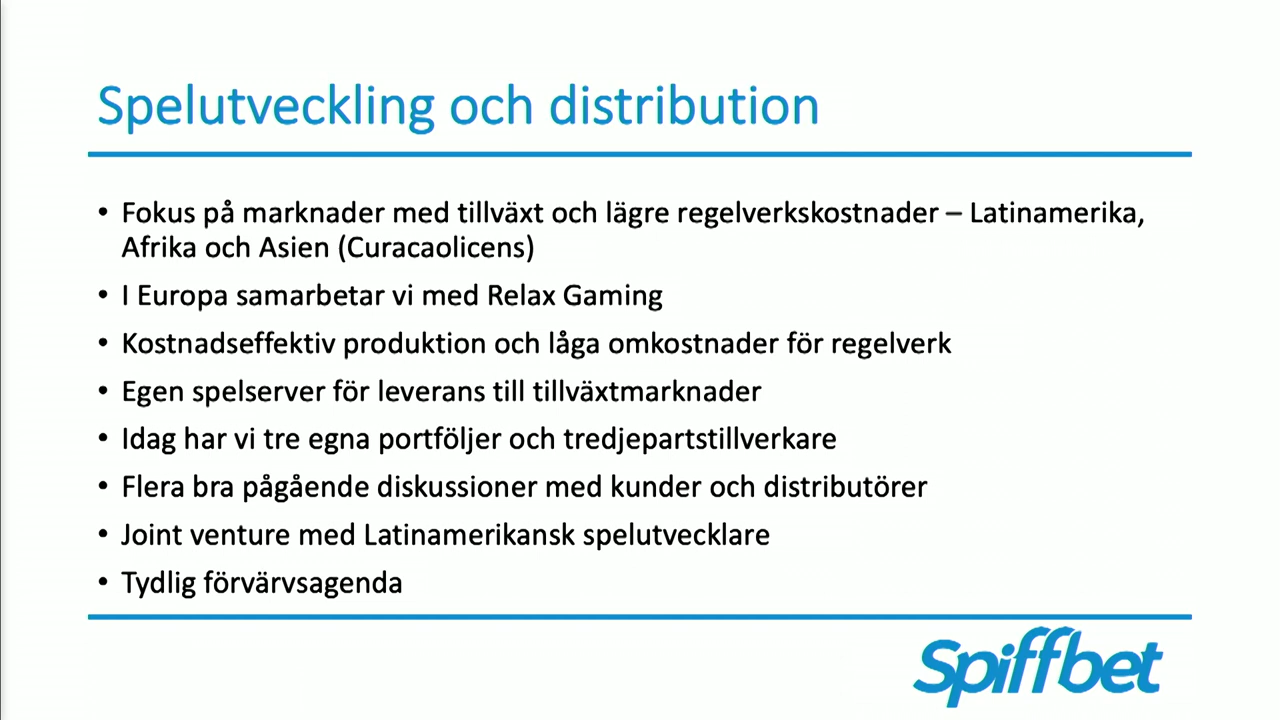 Spelutveckling och distribution
• Fokus på marknader med tillväxt och lägre regelverkskostnader – Latinamerika,
Afrika och Asien (Curacaolicens)
• I Europa samarbetar vi med Relax Gaming
• Kostnadseffektiv produktion och låga omkostnader för regelverk
• Egen spelserver för leverans till tillväxtmarknader
• Idag har vi tre egna portföljer och tredjepartstillverkare
• Flera bra pågående diskussioner med kunder och distributörer
• Joint venture med Latinamerikansk spelutvecklare
• Tydlig förvärvsagenda
Spiffbet